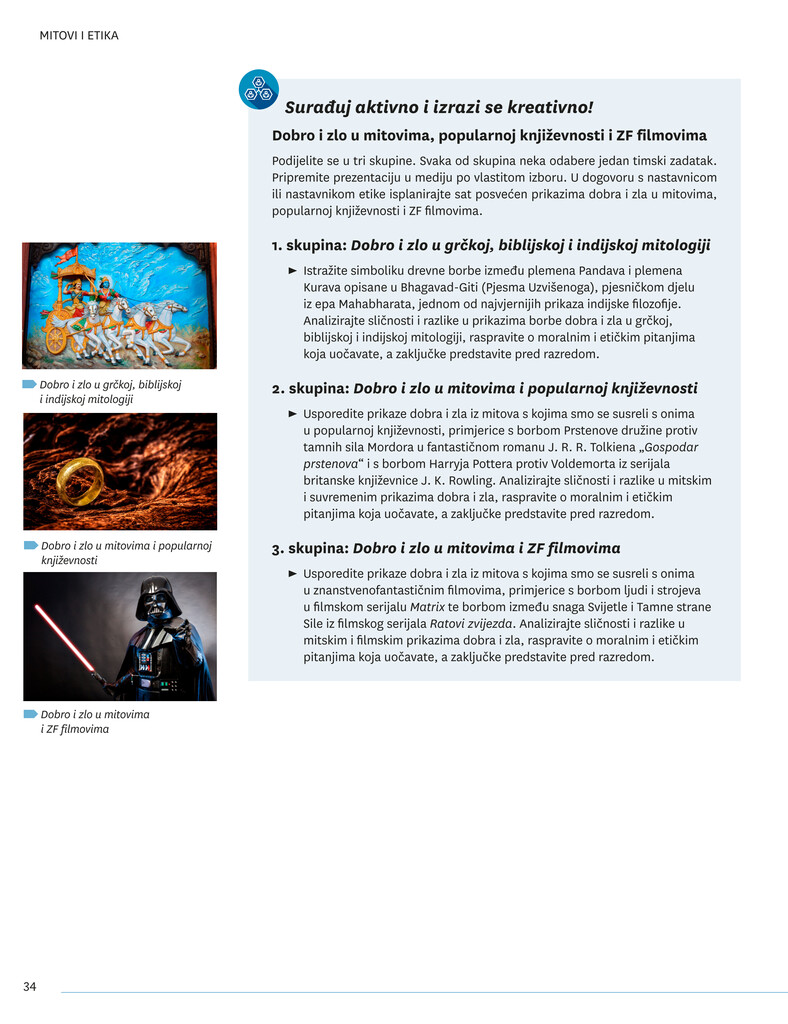 MITOVI I ETIKA
Surađuj aktivno i izrazi se kreativno!
Dobro i zlo u mitovima, popularnoj književnosti i ZF filmovima
Podijelite se u tri skupine. Svaka od skupina neka odabere jedan timski zadatak.
Pripremite prezentaciju u mediju po vlastitom izboru. U dogovoru s nastavnicom
ili nastavnikom etike isplanirajte sat posvećen prikazima dobra i zla u mitovima,
popularnoj književnosti i ZF filmovima.
1. skupina: Dobro i zlo u grčkoj, biblijskoj i indijskoj mitologiji
► Istražite simboliku drevne borbe između plemena Pandava i plemena
Kurava opisane u Bhagavad-Giti (Pjesma Uzvišenoga), pjesničkom djelu
iz epa Mahabharata, jednom od najvjernijih prikaza indijske filozofije.
Analizirajte sličnosti i razlike u prikazima borbe dobra i zla u grčkoj,
biblijskoj i indijskoj mitologiji, raspravite o moralnim i etičkim pitanjima
koja uočavate, a zaključke predstavite pred razredom.
2. skupina: Dobro i zlo u mitovima i popularnoj književnosti
► Usporedite prikaze dobra i zla iz mitova s kojima smo se susreli s onima
u popularnoj književnosti, primjerice s borbom Prstenove družine protiv
tamnih sila Mordora u fantastičnom romanu J. R. R. Tolkiena „Gospodar
prstenova“ i s borbom Harryja Pottera protiv Voldemorta iz serijala
britanske književnice J. K. Rowling. Analizirajte sličnosti i razlike u mitskim
i suvremenim prikazima dobra i zla, raspravite o moralnim i etičkim
pitanjima koja uočavate, a zaključke predstavite pred razredom.
3. skupina: Dobro i zlo u mitovima i ZF filmovima
► Usporedite prikaze dobra i zla iz mitova s kojima smo se susreli s onima
u znanstvenofantastičnim filmovima, primjerice s borbom ljudi i strojeva
u filmskom serijalu Matrix te borbom između snaga Svijetle i Tamne strane
Sile iz filmskog serijala Ratovi zvijezda. Analizirajte sličnosti i razlike u
mitskim i filmskim prikazima dobra i zla, raspravite o moralnim i etičkim
pitanjima koja uočavate, a zaključke predstavite pred razredom.
Dobro i zlo u grčkoj, biblijskoj
i indijskoj mitologiji
Dobro i zlo u mitovima i popularnoj
književnosti
Dobro i zlo u mitovima
i ZF filmovima
34